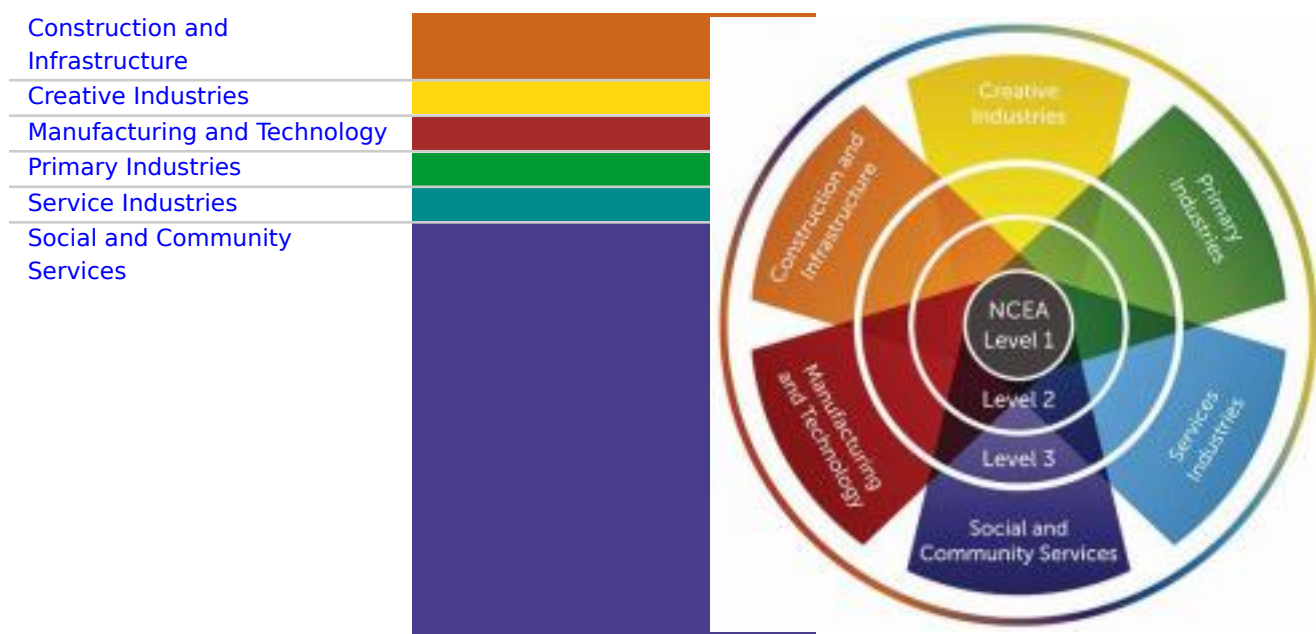 Construction and
Infrastructure
Creative Industries
Manufacturing and Technology
Primary Industries
Service Industries
Social and Community
Services
Creative
Industries
Construction and
Infrastructure
Primary
Industries
NCEA
Level 1
Manufacturing
and Technology
Level 2
Services
Industries
Level 3
Social and
Community Services